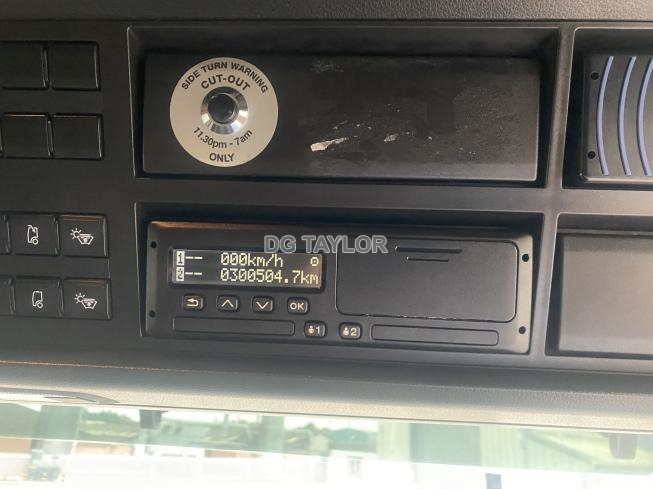 SIDE TURN WARNING
CUT-OUT
11.30pm - 7am
ONLY
DG TAYLOR
1 -- 000km/h
2 -- 0300504.7km
OK
1 2